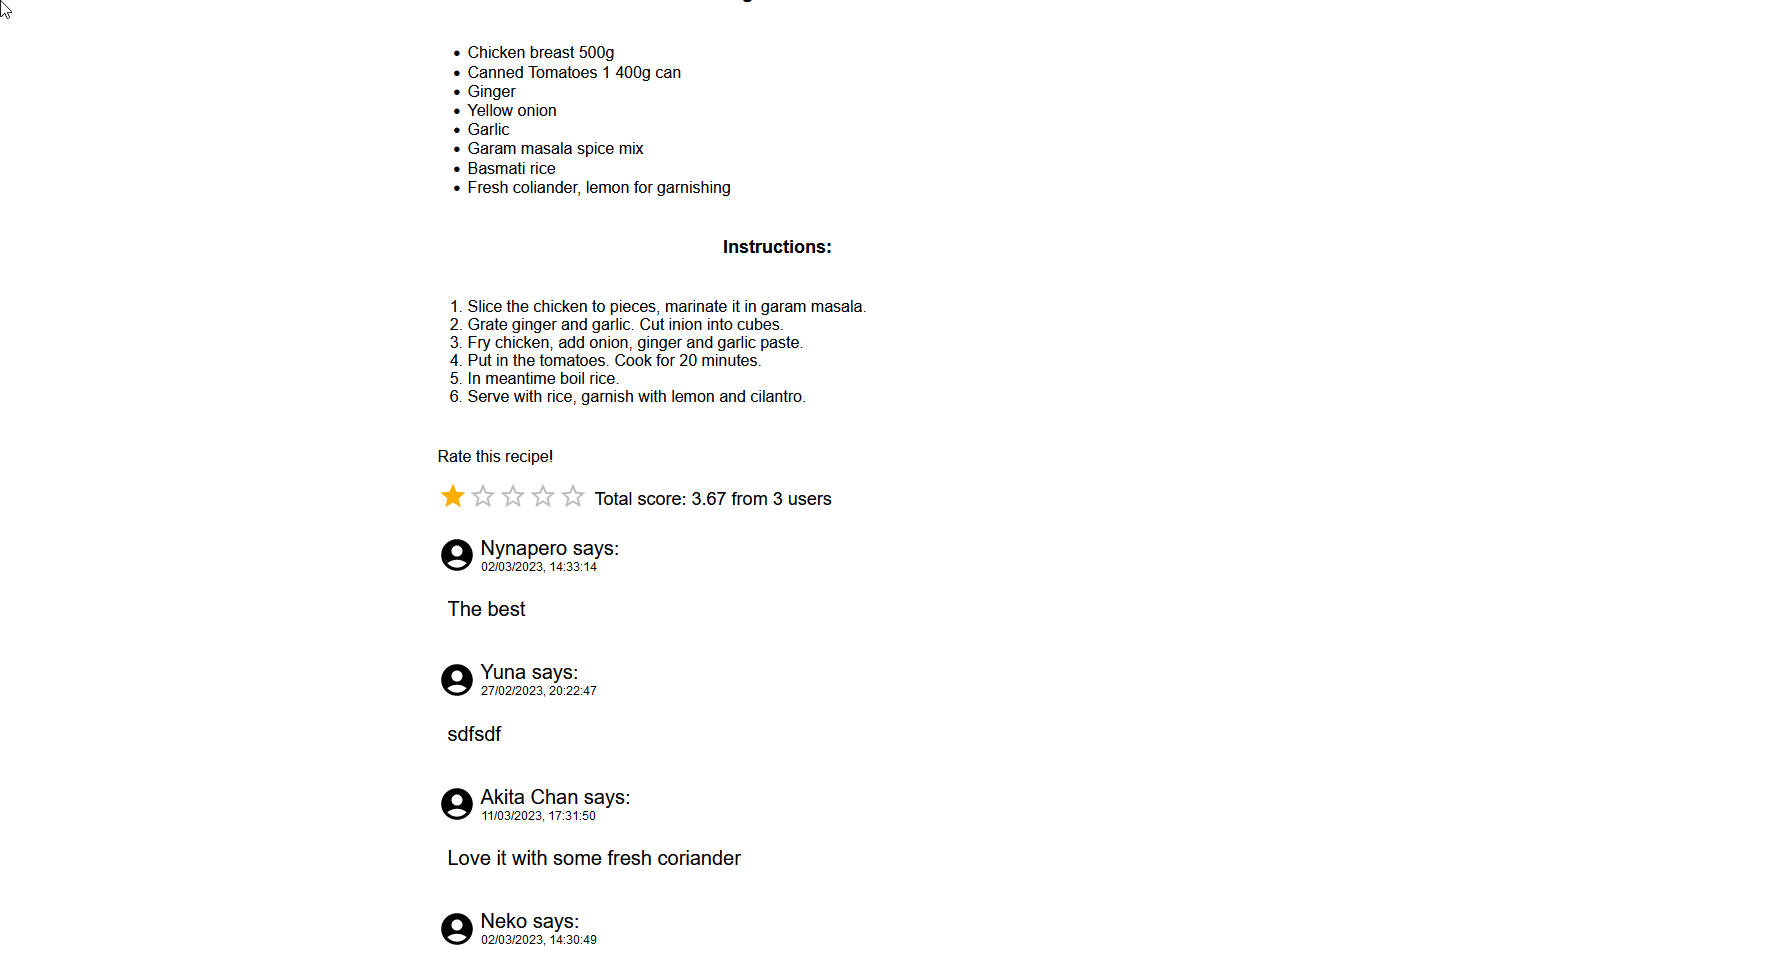 Chicken breast 500g
Canned Tomatoes 1 400g can
Ginger
Yellow onion
Garlic
Garam masala spice mix
Basmati rice
Fresh coliander, lemon for garnishing
Instructions:
1. Slice the chicken to pieces, marinate it in garam masala.
2. Grate ginger and garlic. Cut inion into cubes.
3. Fry chicken, add onion, ginger and garlic paste.
4. Put in the tomatoes. Cook for 20 minutes.
5. In meantime boil rice.
6. Serve with rice, garnish with lemon and cilantro.
Rate this recipe!
Total score: 3.67 from 3 users
Nynapero says:
02/03/2023, 14:33:14
The best
Yuna says:
27/02/2023, 20:22:47
sdfsdf
Akita Chan says:
11/03/2023, 17:31:50
Love it with some fresh coriander
Neko says:
02/03/2023, 14:30:49